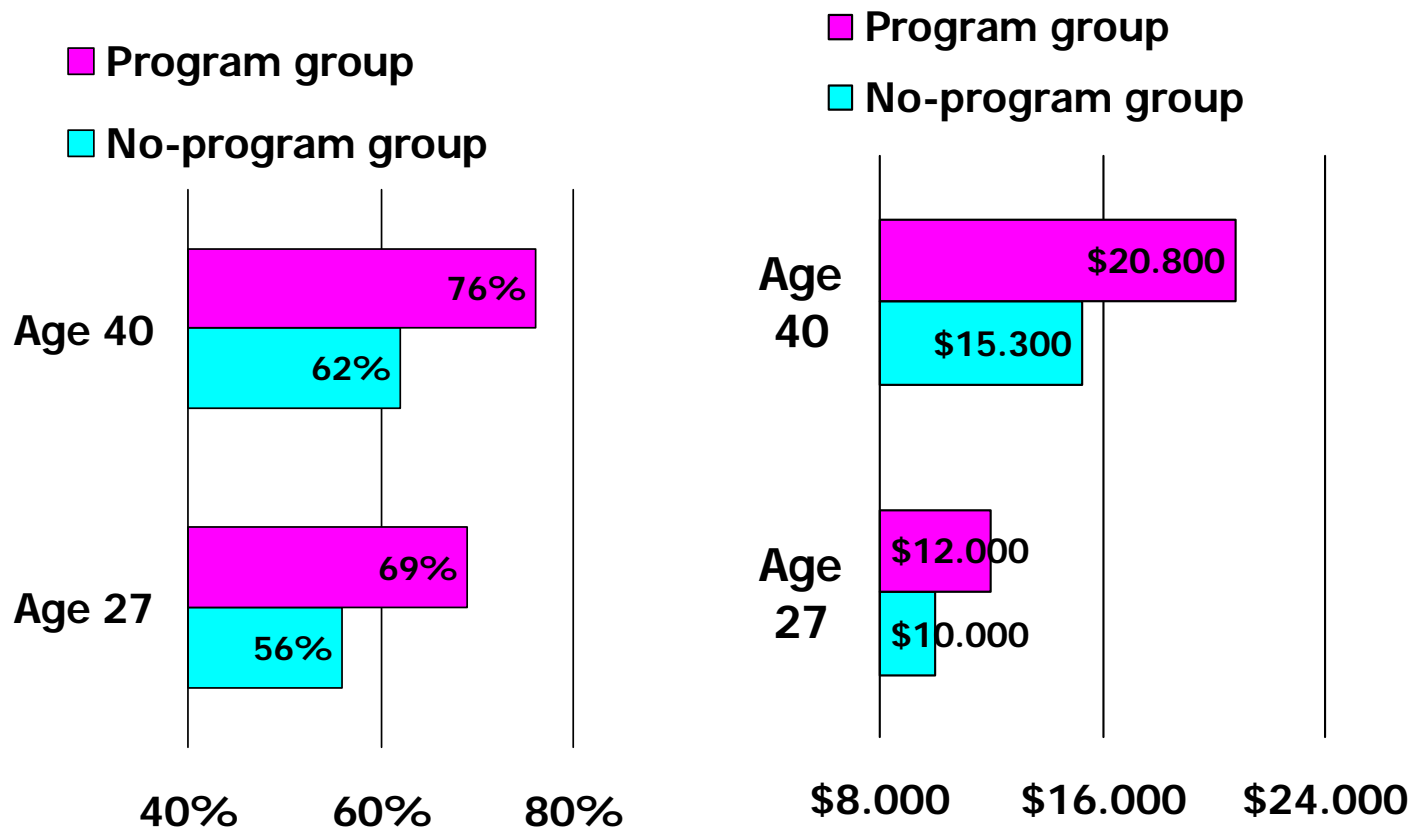 Program group
No-program group
Age 40
76%
62%
Age 27
69%
56%
40% 60% 80%
Program group
No-program group
Age
40
$20.800
$15.300
Age
27
$12.000
$10.000
$8.000 $16.000 $24.000